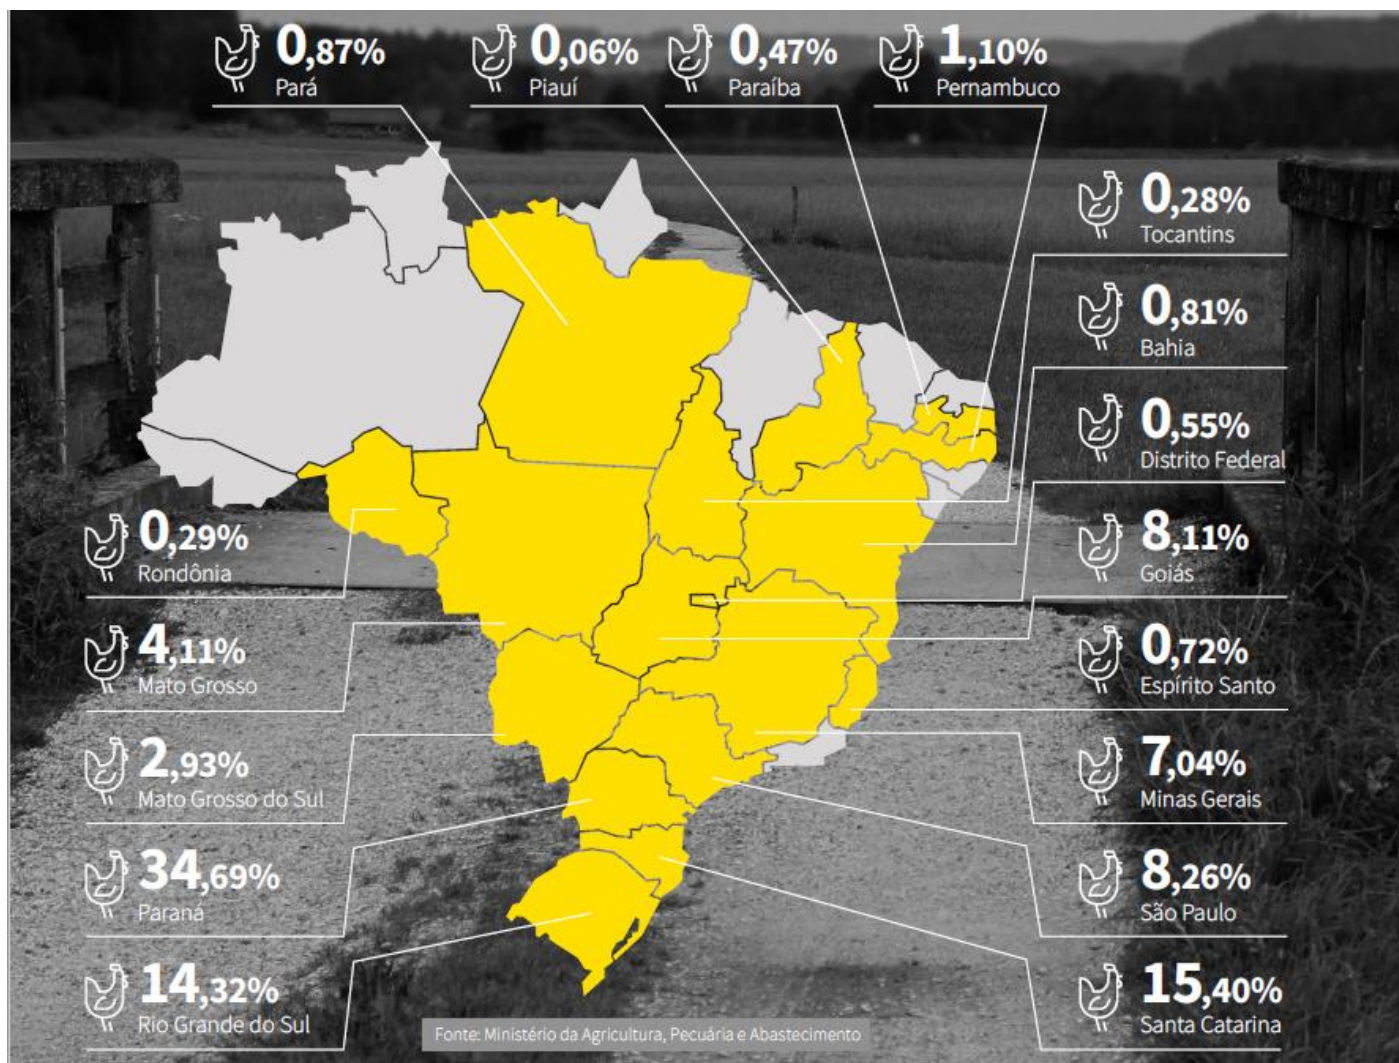 0,87%
Pará
0,06%
Piauí
0,47%
Paraíba
1,10%
Pernambuco
0,28%
Tocantins
0,81%
Bahia
0,55%
Distrito Federal
8,11%
Goiás
0,72%
Espírito Santo
7,04%
Minas Gerais
8,26%
São Paulo
15,40%
Santa Catarina
0,29%
Rondônia
4,11%
Mato Grosso
2,93%
Mato Grosso do Sul
34,69%
Paraná
14,32%
Rio Grande do Sul
Fonte: Ministério da Agricultura, Pecuária e Abastecimento